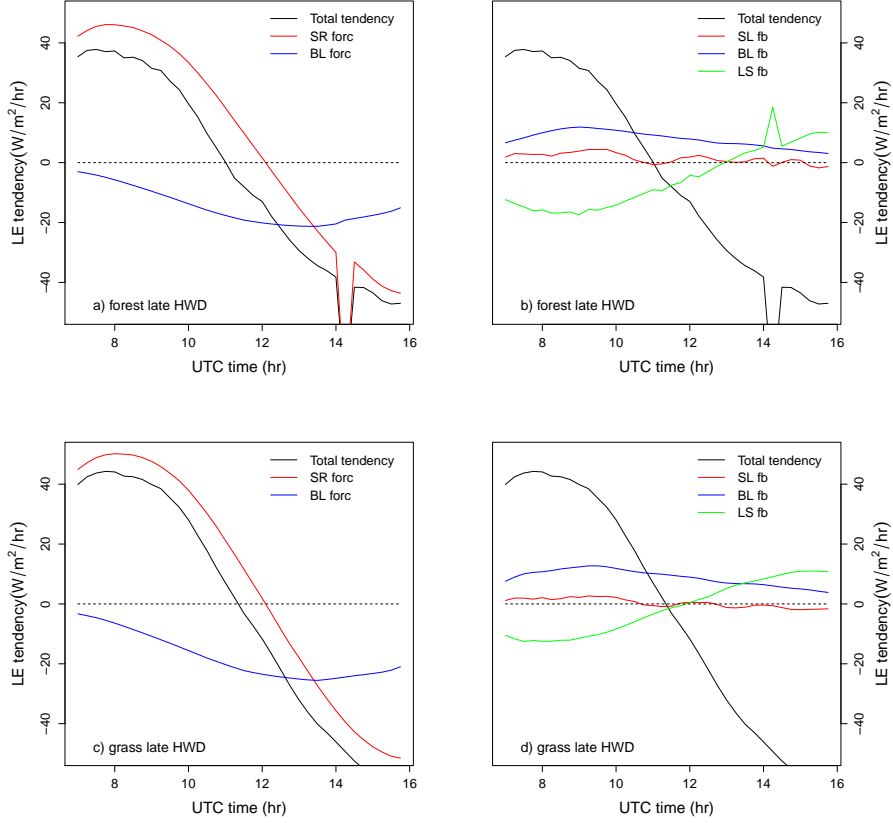 Total tendency
SR forc
BL forc
40
20
0
−20
−40
LE tendency(W/m²/hr)
a) forest late HWD
8 10 12 14 16
UTC time (hr)
Total tendency
SL fb
BL fb
LS fb
40
20
0
−20
−40
LE tendency(W/m²/hr)
b) forest late HWD
8 10 12 14 16
UTC time (hr)
Total tendency
SR forc
BL forc
40
20
0
−20
−40
LE tendency(W/m²/hr)
c) grass late HWD
8 10 12 14 16
UTC time (hr)
Total tendency
SL fb
BL fb
LS fb
40
20
0
−20
−40
LE tendency(W/m²/hr)
d) grass late HWD
8 10 12 14 16
UTC time (hr)